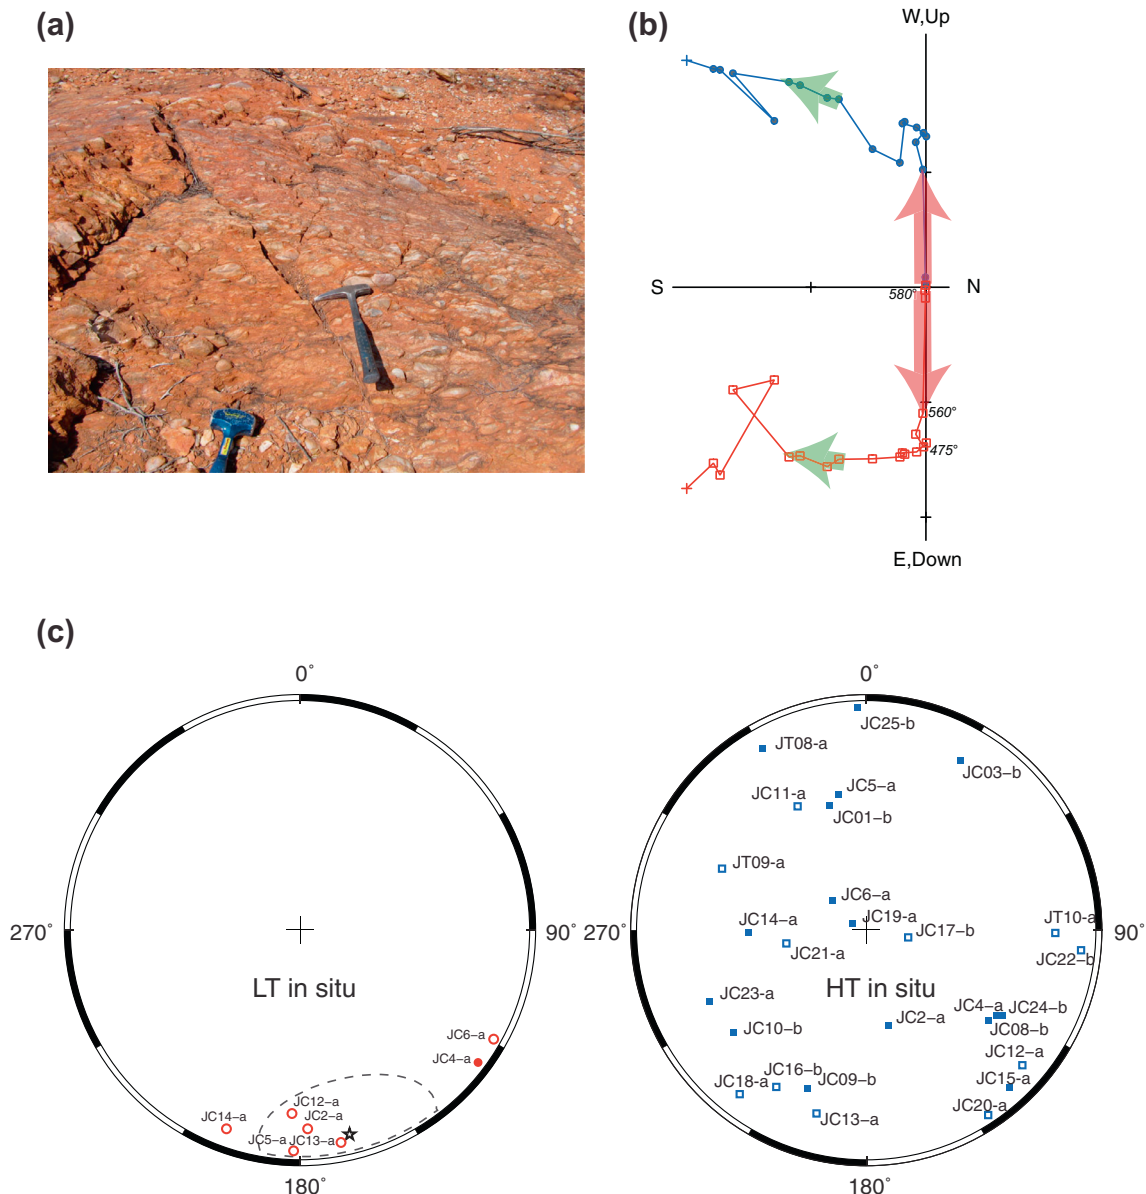 (a)
(b)
W,Up
S
N
580°
560°
475°
E,Down
(c)
0°
270°
90°
180°
LT in situ
JC6-a
JC4-a
JC12-a
JC14-a
JC2-a
JC5-a
JC13-a
0°
270°
90°
180°
JC25-b
JT08-a
JC03-b
JC5-a
JC11-a
JC01-b
JT09-a
JC6-a
JC19-a
JC14-a
JC17-b
JT10-a
JC21-a
JC22-b
HT in situ
JC23-a
JC4-a
JC24-b
JC2-a
JC08-b
JC10-b
JC12-a
JC16-b
JC18-a
JC09-b
JC15-a
JC20-a
JC13-a